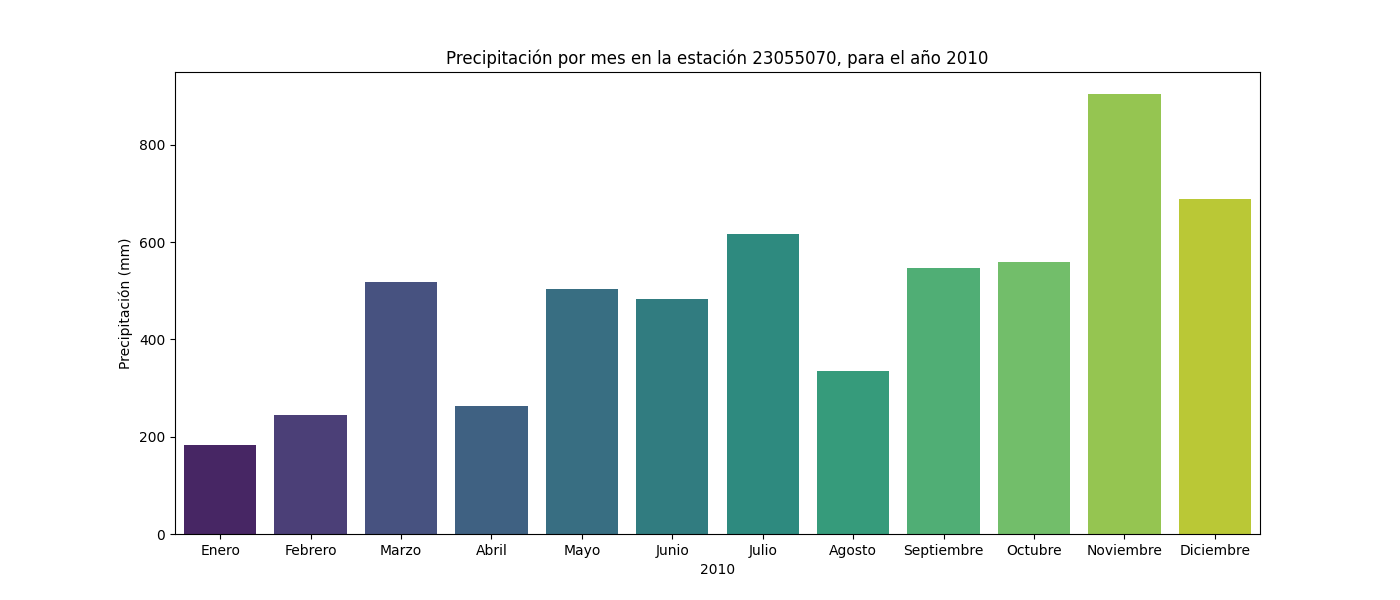 Precipitación por mes en la estación 23055070, para el año 2010
Precipitación (mm)
800
600
400
200
0
Enero Febrero Marzo Abril Mayo Junio Julio Agosto Septiembre Octubre Noviembre Diciembre
2010